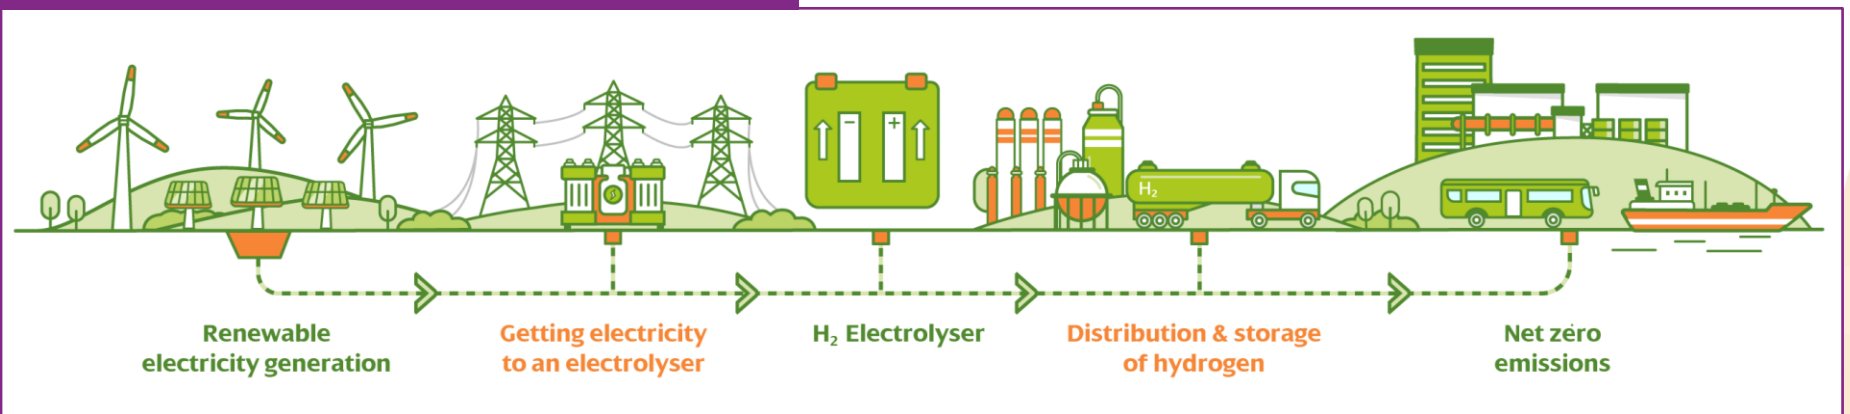 H₂
Renewable
electricity generation
Getting electricity
to an electrolyser
H₂ Electrolyser
Distribution & storage
of hydrogen
Net zero
emissions